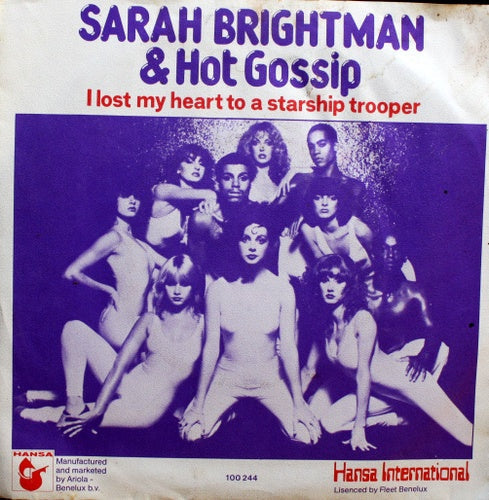 SARAH BRIGHTMAN
& Hot Gossip
I lost my heart to a starship trooper
HANSA
Manufactured
and marketed
by Ariola -
Benelux b.v.
100 244
Hansa International
Lisenced by Fleet Benelux